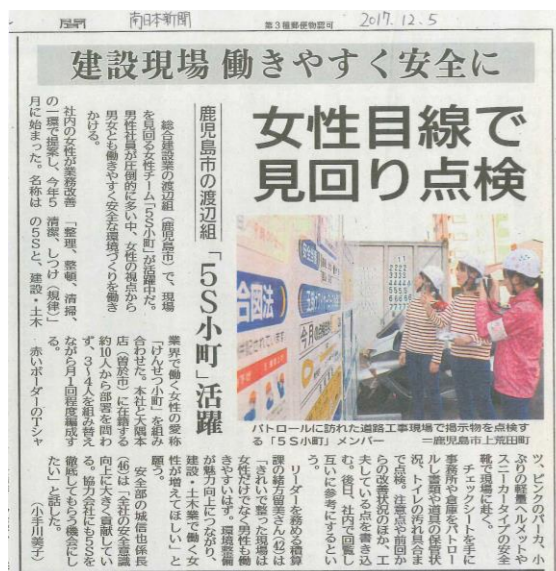 聞 南日本新聞 第3種郵便物認可 2017.12.5
建設現場 働きやすく安全に
女性目線で
見回り点検
鹿児島市の渡辺組
「5S小町」活躍
総合建設業の渡辺組（鹿児島市）で、現場
を見回る女性チーム「5S小町」が活躍中だ。
男性社員が圧倒的に多い中、女性の視点から
男女とも働きやすく安全な環境づくりを働き
かける。
社内の女性が業務改善
の一環で提案し、今年5
月に始まった。名称は
「整理、整頓、清掃、
清潔、しつけ（規律）」
の5Sと、建設・土木
業界で働く女性の愛称
「けんせつ小町」を組み
合わせた。本社と大隅本
店（曽於市）に在籍する
約10人から部署を問わ
ず、3〜4人を組み替え
ながら月1回程度編成す
る。
赤いボーダーのTシャ
ツ、ピンクのパーカ、小
ぶりの軽量ヘルメットや
スニーカータイプの安全
靴で現場に赴く。
チェックシートを手に
事務所や倉庫をパトロー
ルし書類や道具の保管状
況、トイレの汚れ具合ま
で点検。注意点や前回か
らの改善状況のほか、工
夫している点を書き込
む。後日、社内で回覧し
互いに参考にするとい
う。
リーダーを務める積算
課の緒方留美さん(42)は
「きれいで整った現場は
女性だけでなく男性も働
きやすいはず。環境整備
が魅力向上につながり、
建設・土木業で働く女
性が増えてほしい」と
願う。
安全部の城信也係長
(46)は「全社の安全意識
向上に大きく貢献してい
る。協力会社にも5Sを
徹底してもらう機会にし
たい」と話した。
（小手川美子）
合図法
今月の
パトロールに訪れた道路工事現場で掲示物を点検す
る「5S小町」メンバー ＝鹿児島市上荒田町